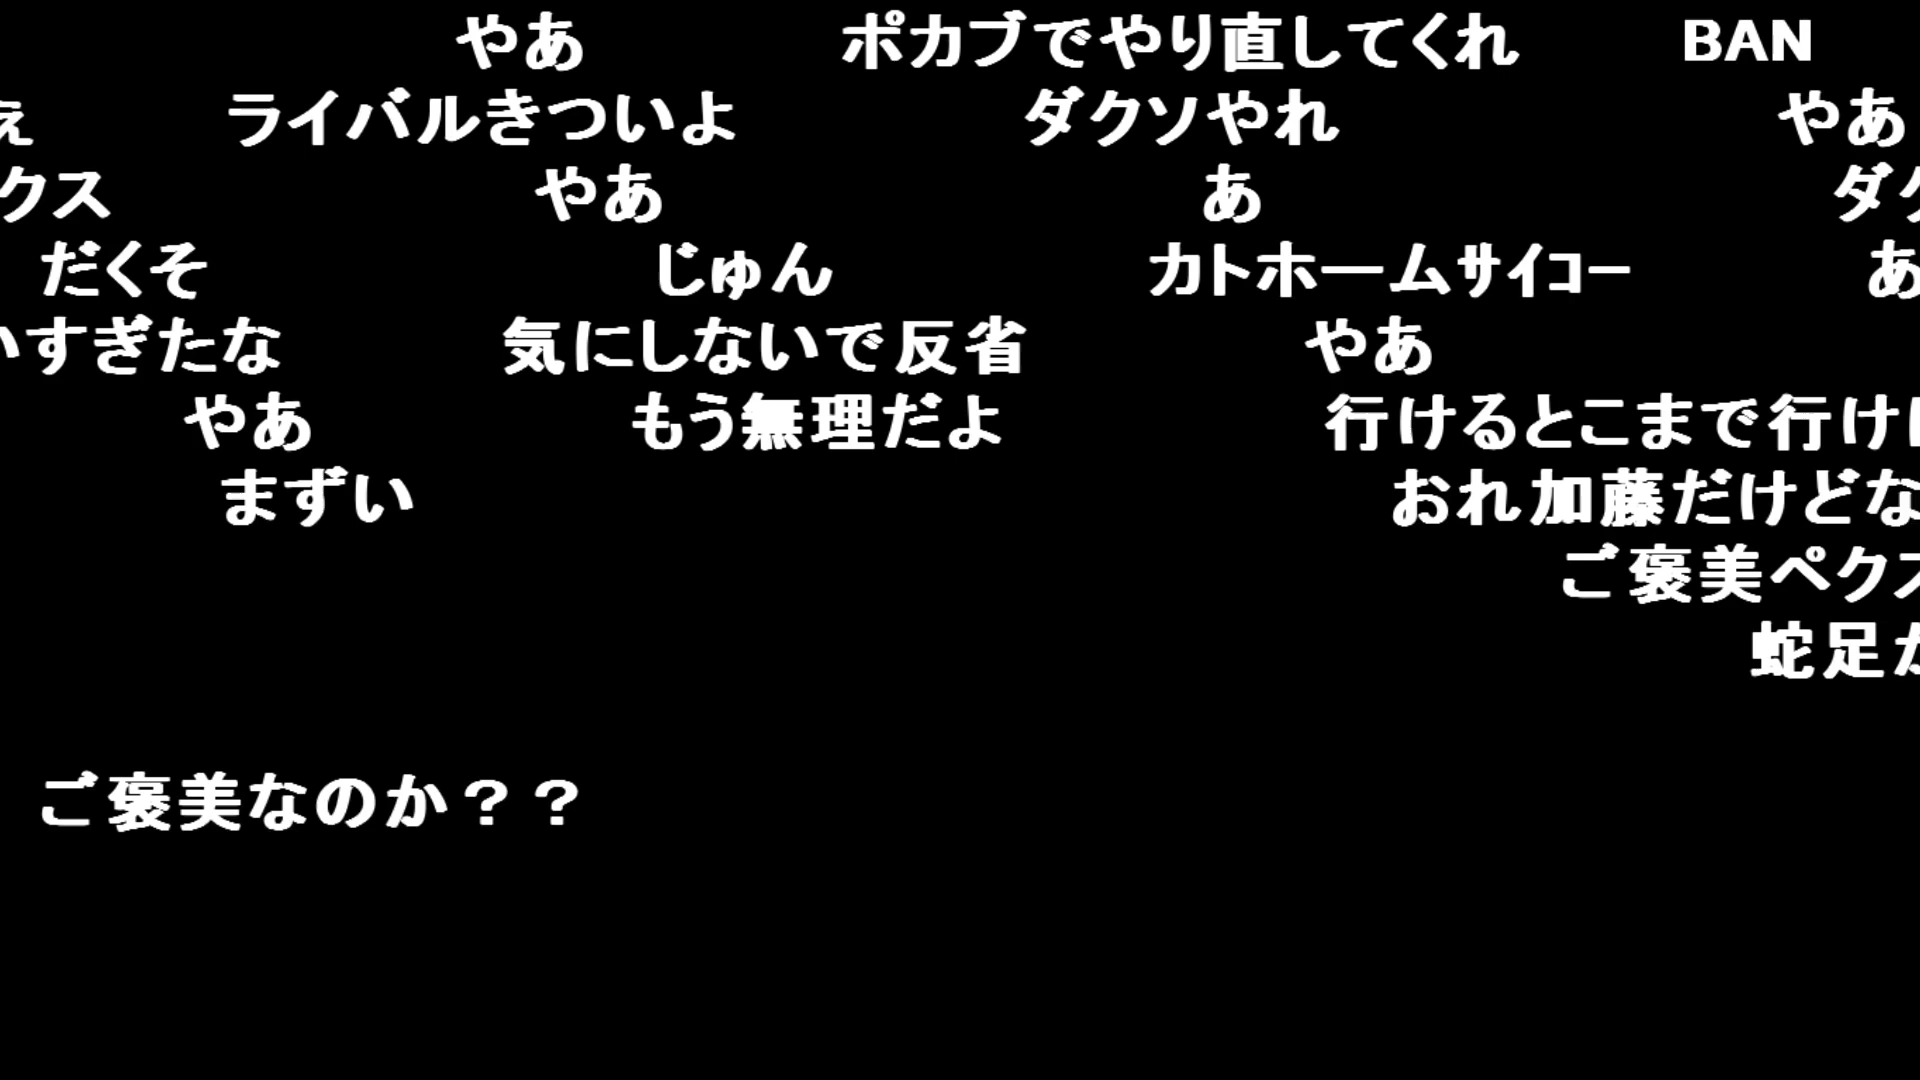 やあ ポカブでやり直してくれ BAN
ぇ ライバルきついよ ダクソやれ やあ
クス やあ あ ダク
だくそ じゅん カトホームサイコー あ
いすぎたな 気にしないで反省 やあ
やあ もう無理だよ 行けるとこまで行け
まずい おれ加藤だけどな
ご褒美ペクス
蛇足か
ご褒美なのか？？